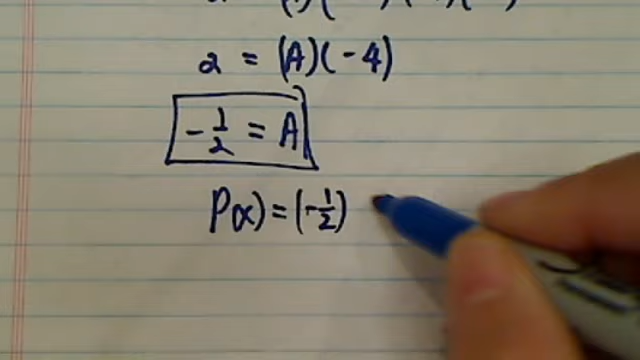 2 = (A)(-4)
-1/2 = A
P(x) = (-1/2)